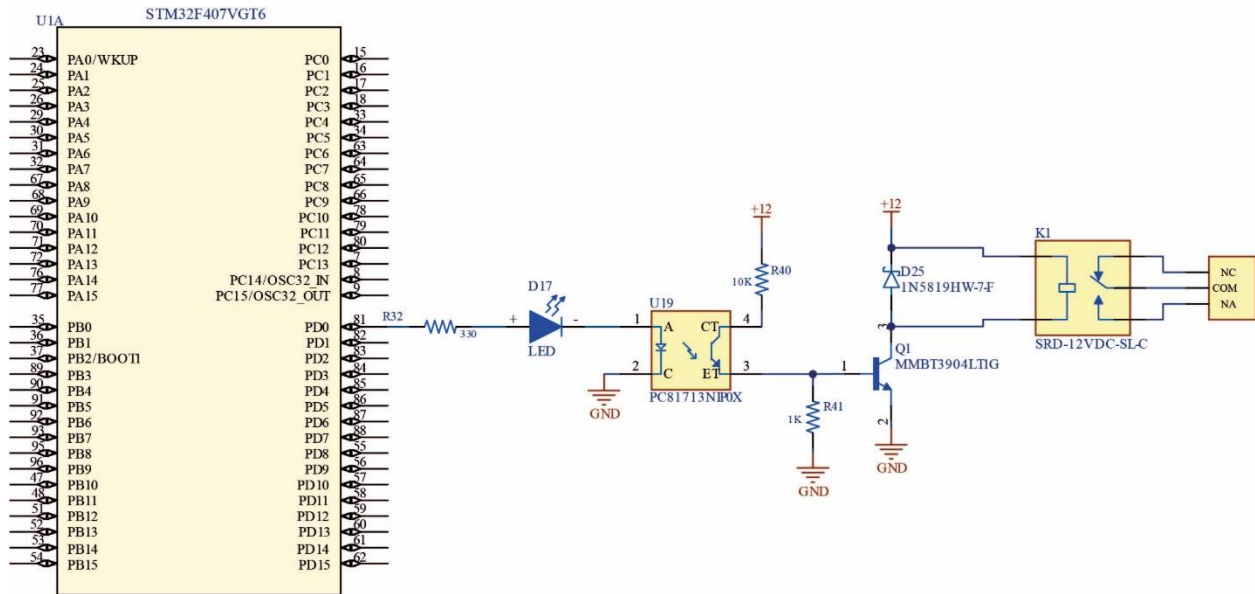 STM32F407VGT6
U1A
23 PA0/WKUP PC0 15
24 PA1 PC1 16
25 PA2 PC2 17
26 PA3 PC3 18
29 PA4 PC4 33
30 PA5 PC5 34
31 PA6 PC6 63
32 PA7 PC7 64
67 PA8 PC8 65
68 PA9 PC9 66
69 PA10 PC10 78
70 PA11 PC11 79
71 PA12 PC12 80
72 PA13 PC13 7
76 PA14 PC14/OSC32_IN 8
77 PA15 PC15/OSC32_OUT 9
35 PB0 PD0 81
36 PB1 PD1 82
37 PB2/BOOT1 PD2 83
89 PB3 PD3 84
90 PB4 PD4 85
91 PB5 PD5 86
92 PB6 PD6 87
93 PB7 PD7 88
95 PB8 PD8 55
96 PB9 PD9 56
47 PB10 PD10 57
48 PB11 PD11 58
51 PB12 PD12 59
52 PB13 PD13 60
53 PB14 PD14 61
54 PB15 PD15 62
R32
330
D17
+ -
LED
U19
1 A CT 4
2 C ET 3
PC81713NIP0X
GND
+12
R40
10K
R41
1K
GND
+12
D25
1N5819HW-7-F
3
Q1
MMBT3904LT1G
1
2
GND
K1
SRD-12VDC-SL-C
NC
COM
NA